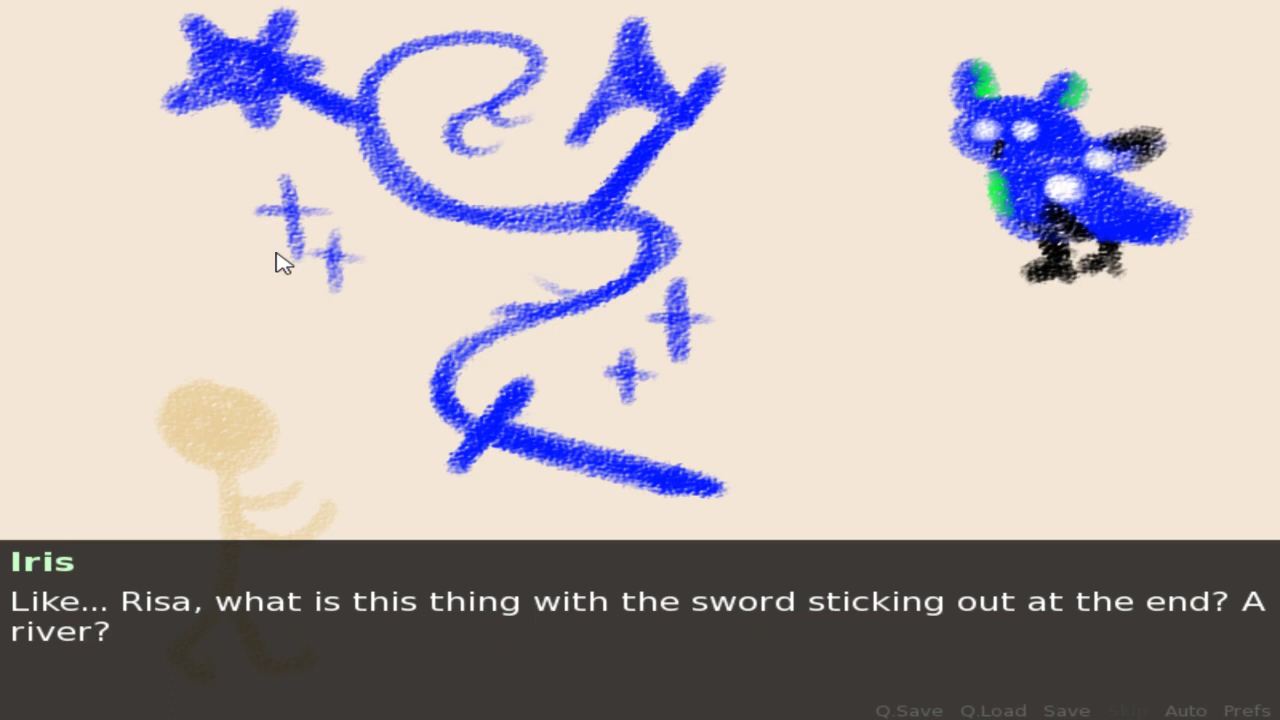 Iris
Like... Risa, what is this thing with the sword sticking out at the end? A
river?
Q.Save Q.Load Save Skip Auto Prefs